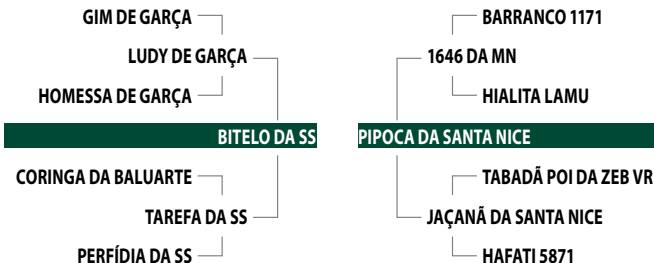 GIM DE GARÇA
LUDY DE GARÇA
HOMESSA DE GARÇA
BITELO DA SS
CORINGA DA BALUARTE
TAREFA DA SS
PERFÍDIA DA SS
BARRANCO 1171
1646 DA MN
HIALITA LAMU
PIPOCA DA SANTA NICE
TABADÃ POI DA ZEB VR
JAÇANÃ DA SANTA NICE
HAFATI 5871